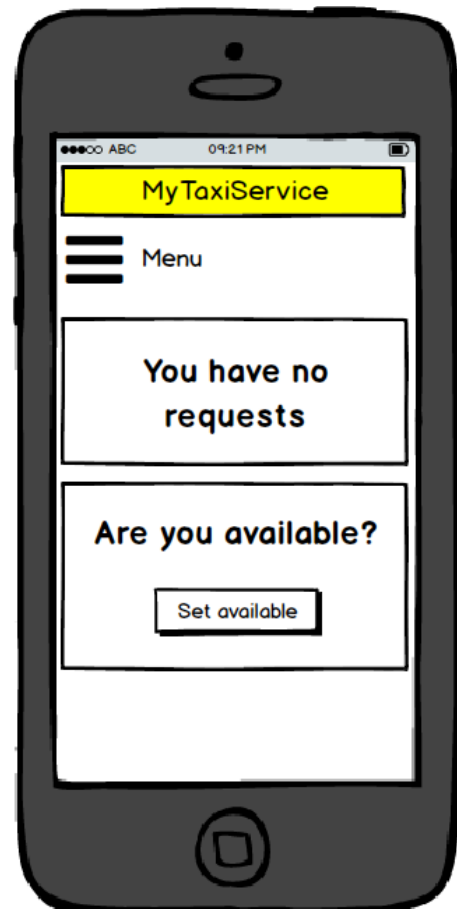 ABC 09:21 PM
MyTaxiService
Menu
You have no
requests
Are you available?
Set available